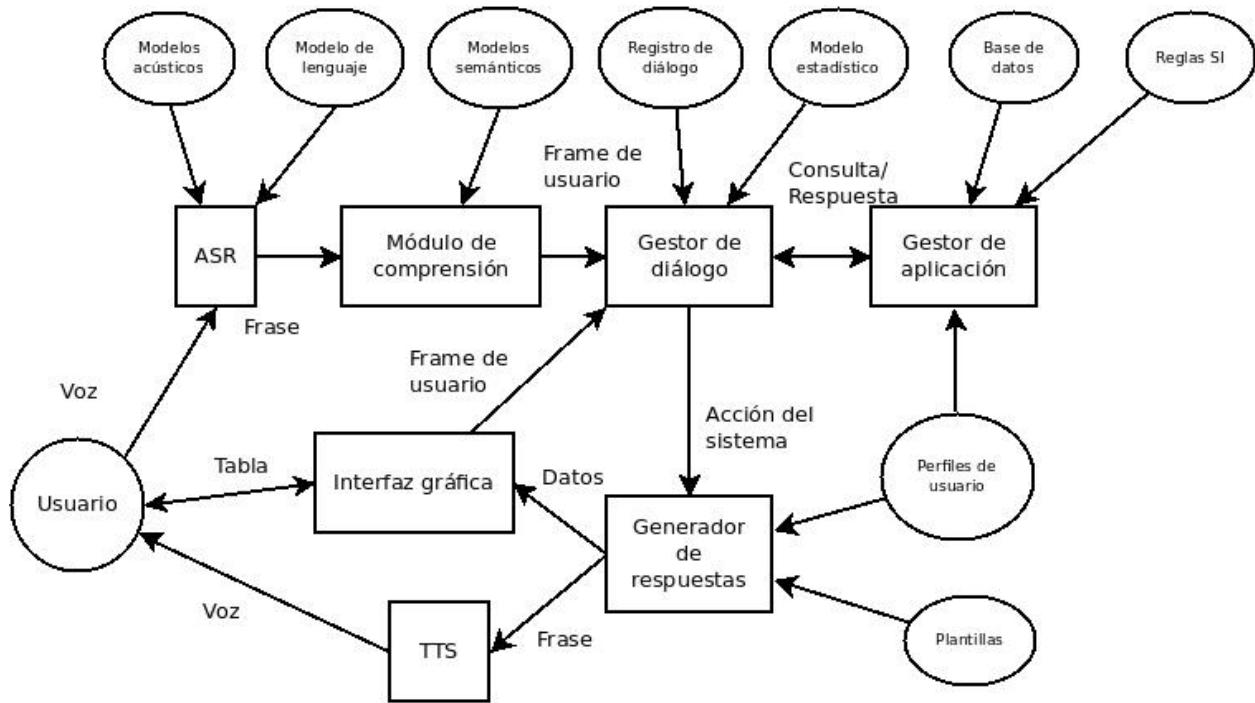 Modelos
acústicos
Modelo de
lenguaje
Modelos
semánticos
Registro de
diálogo
Modelo
estadístico
Base de
datos
Reglas SI
Frame de
usuario
Consulta/
Respuesta
ASR
Módulo de
comprensión
Gestor de
diálogo
Gestor de
aplicación
Frase
Frame de
usuario
Voz
Acción del
sistema
Usuario
Tabla
Interfaz gráfica
Datos
Perfiles de
usuario
Generador
de
respuestas
Voz
TTS
Frase
Plantillas